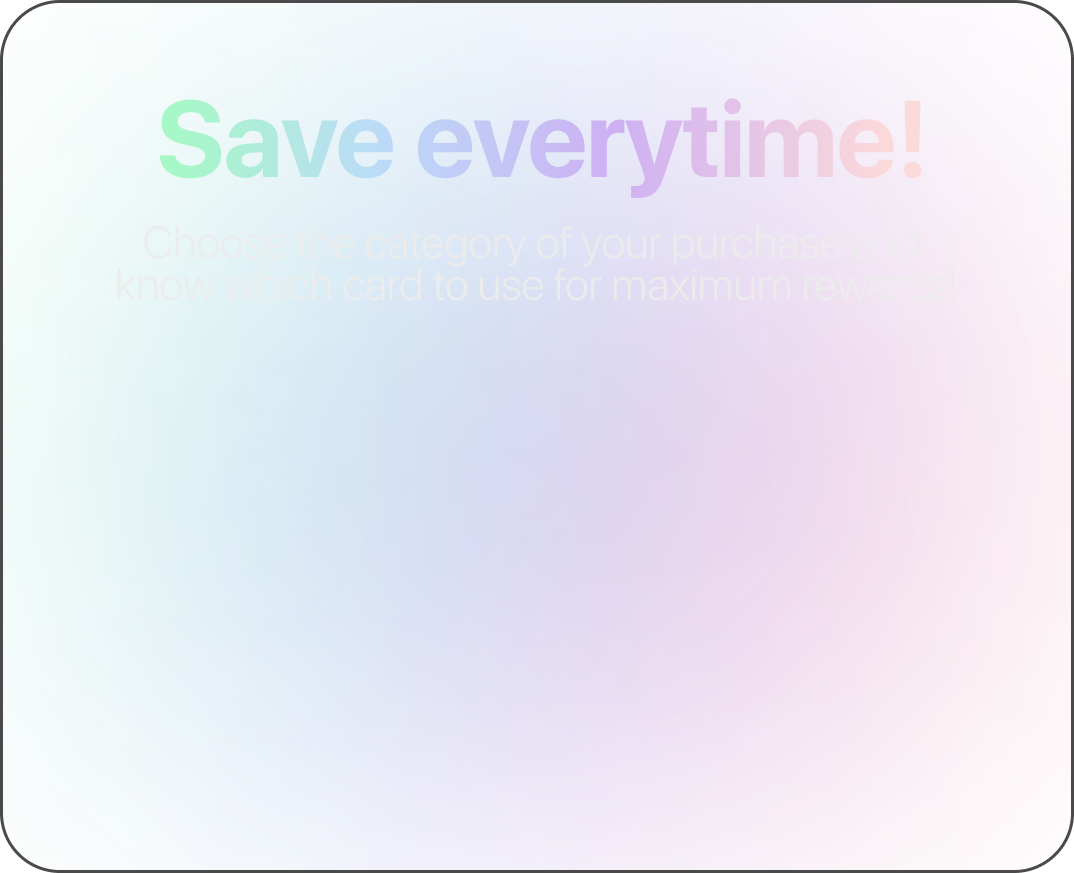 Save everytime!
Choose the category of your purchase and
know which card to use for maximum rewards!